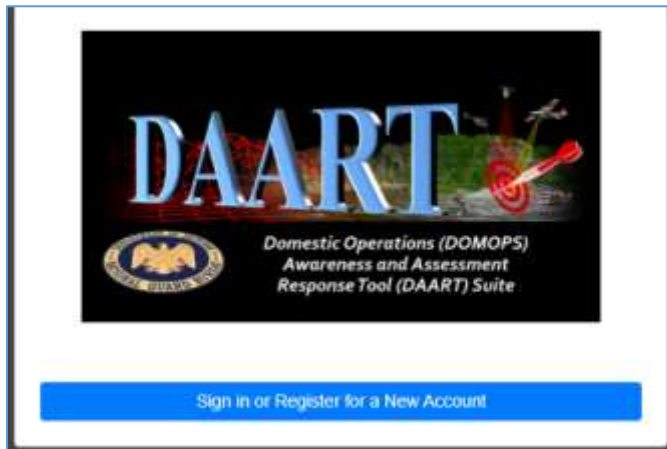 DAART
Domestic Operations (DOMOPS)
Awareness and Assessment
Response Tool (DAART) Suite
Sign in or Register for a New Account